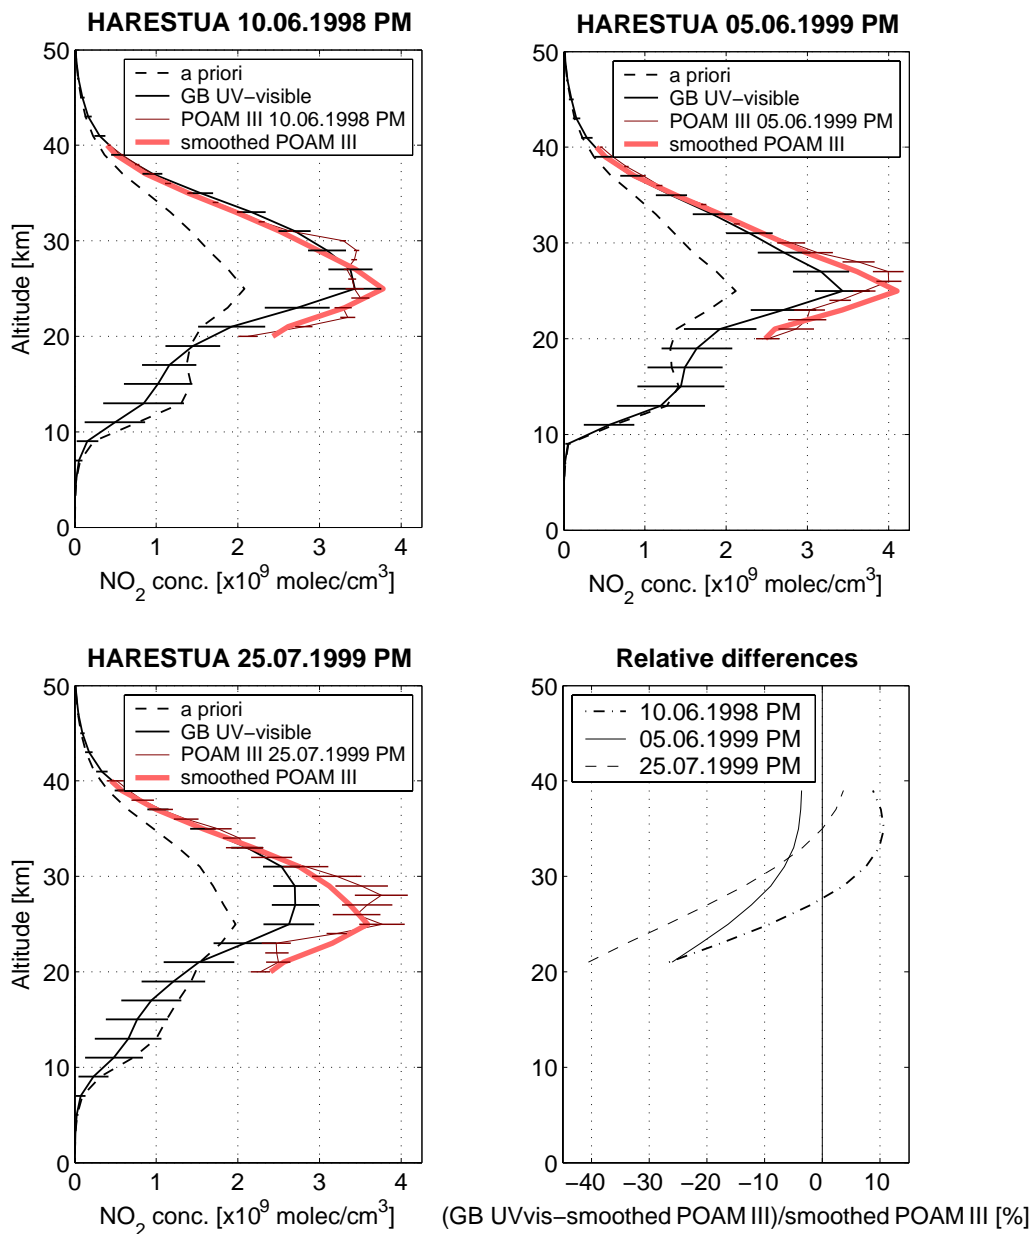 HARESTUA 10.06.1998 PM
50
40
30
20
10
0
0 1 2 3 4
Altitude [km]
NO2 conc. [x10^9 molec/cm^3]
a priori
GB UV−visible
POAM III 10.06.1998 PM
smoothed POAM III
HARESTUA 05.06.1999 PM
50
40
30
20
10
0
0 1 2 3 4
NO2 conc. [x10^9 molec/cm^3]
a priori
GB UV−visible
POAM III 05.06.1999 PM
smoothed POAM III
HARESTUA 25.07.1999 PM
50
40
30
20
10
0
0 1 2 3 4
Altitude [km]
NO2 conc. [x10^9 molec/cm^3]
a priori
GB UV−visible
POAM III 25.07.1999 PM
smoothed POAM III
Relative differences
50
40
30
20
10
0
−40 −30 −20 −10 0 10
(GB UVvis−smoothed POAM III)/smoothed POAM III [%]
10.06.1998 PM
05.06.1999 PM
25.07.1999 PM